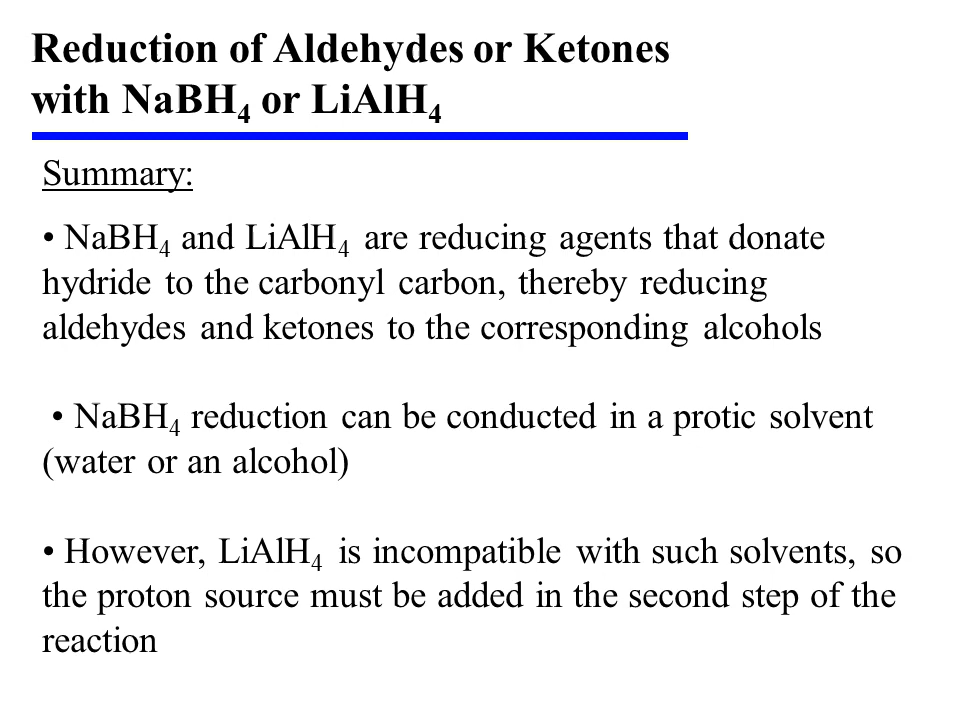 Reduction of Aldehydes or Ketones
with NaBH₄ or LiAlH₄
Summary:
• NaBH₄ and LiAlH₄ are reducing agents that donate
hydride to the carbonyl carbon, thereby reducing
aldehydes and ketones to the corresponding alcohols
• NaBH₄ reduction can be conducted in a protic solvent
(water or an alcohol)
• However, LiAlH₄ is incompatible with such solvents, so
the proton source must be added in the second step of the
reaction